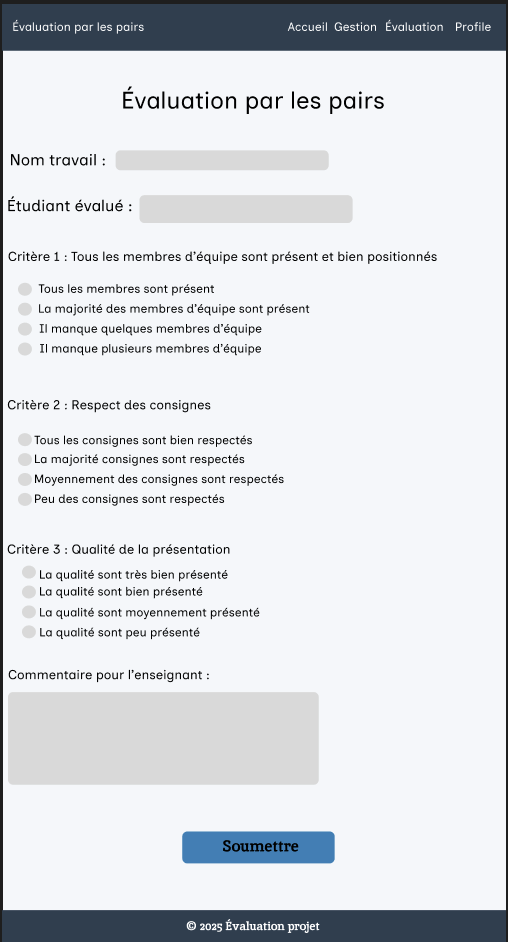 Évaluation par les pairs
Accueil Gestion Évaluation Profile
Évaluation par les pairs
Nom travail :
Étudiant évalué :
Critère 1 : Tous les membres d'équipe sont présent et bien positionnés
Tous les membres sont présent
La majorité des membres d'équipe sont présent
Il manque quelques membres d'équipe
Il manque plusieurs membres d'équipe
Critère 2 : Respect des consignes
Tous les consignes sont bien respectés
La majorité consignes sont respectés
Moyennement des consignes sont respectés
Peu des consignes sont respectés
Critère 3 : Qualité de la présentation
La qualité sont très bien présenté
La qualité sont bien présenté
La qualité sont moyennement présenté
La qualité sont peu présenté
Commentaire pour l'enseignant :
Soumettre
© 2025 Évaluation projet